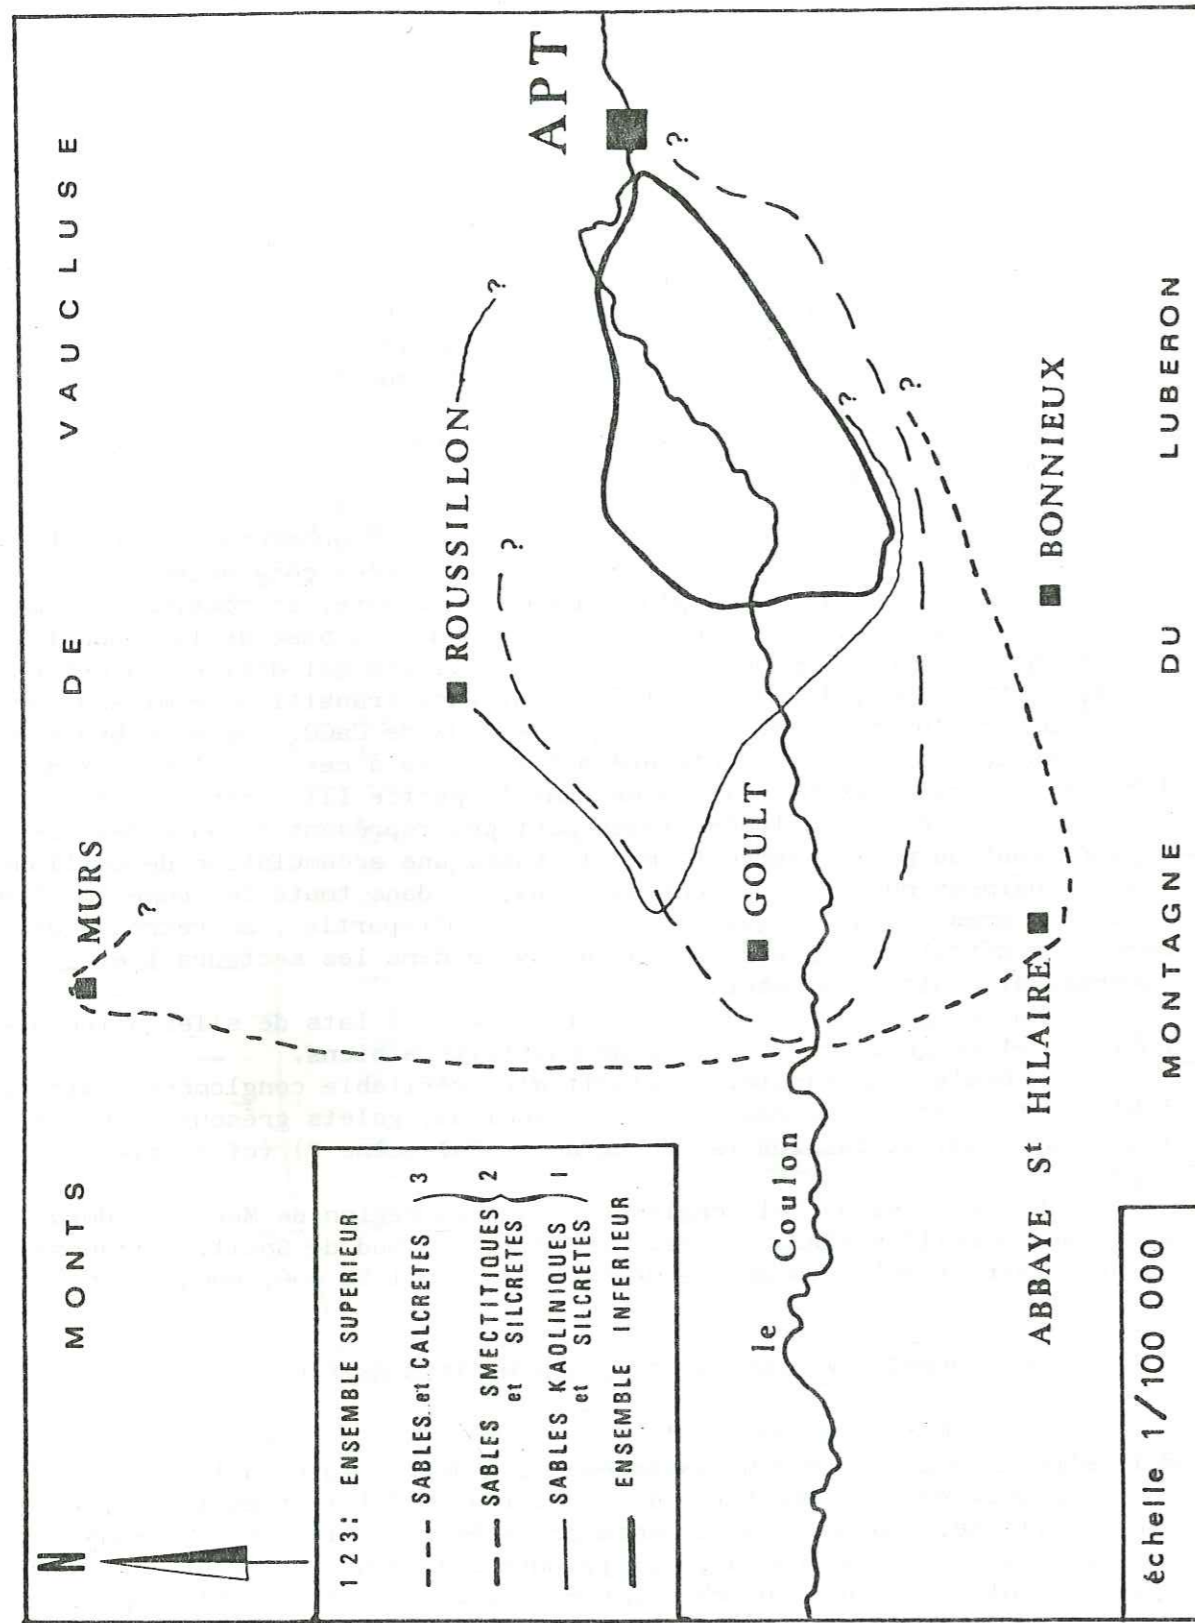 N
MONTS DE VAUCLUSE
1 2 3: ENSEMBLE SUPERIEUR
SABLES et CALCRETES 3
SABLES SMECTITIQUES
et SILCRETES 2
SABLES KAOLINIQUES
et SILCRETES 1
ENSEMBLE INFERIEUR
MURS
?
ROUSSILLON
?
?
APT
?
GOULT
?
?
le Coulon
ABBAYE St HILAIRE
BONNIEUX
MONTAGNE DU LUBERON
échelle 1/100 000